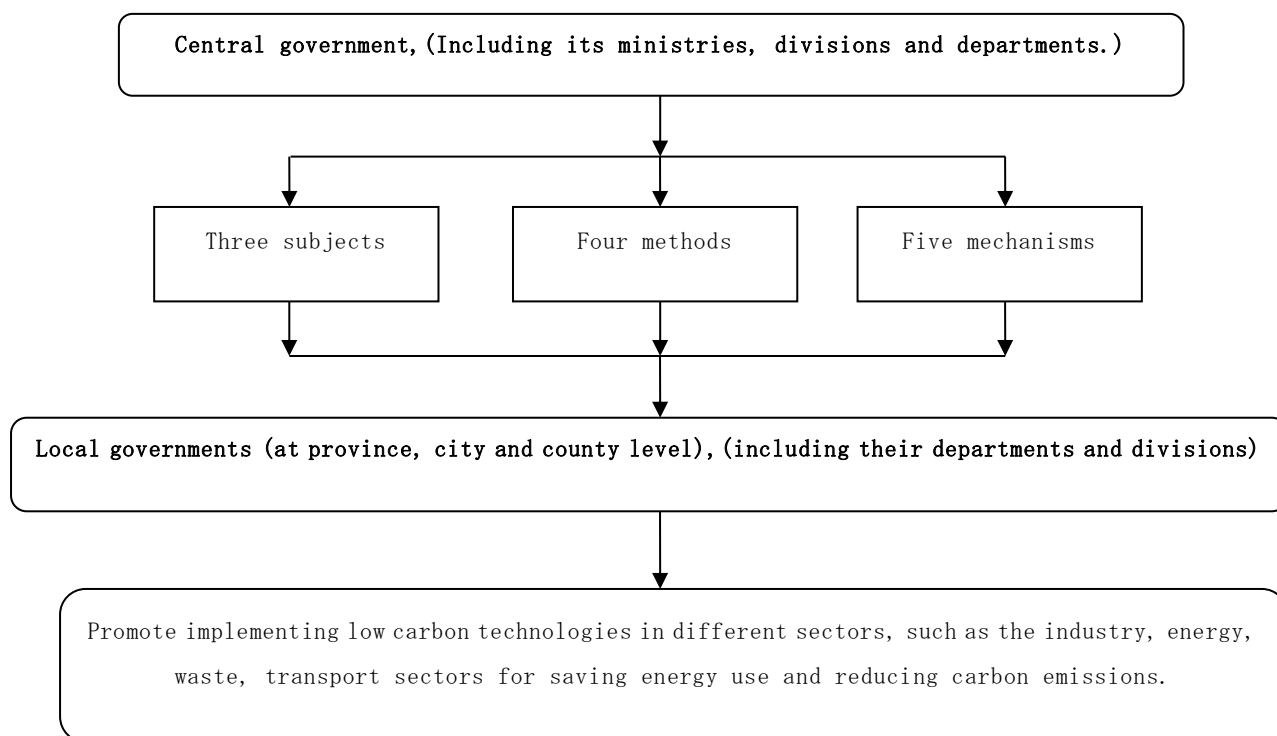 Central government, (Including its ministries, divisions and departments.)
Three subjects
Four methods
Five mechanisms
Local governments (at province, city and county level), (including their departments and divisions)
Promote implementing low carbon technologies in different sectors, such as the industry, energy,
waste, transport sectors for saving energy use and reducing carbon emissions.